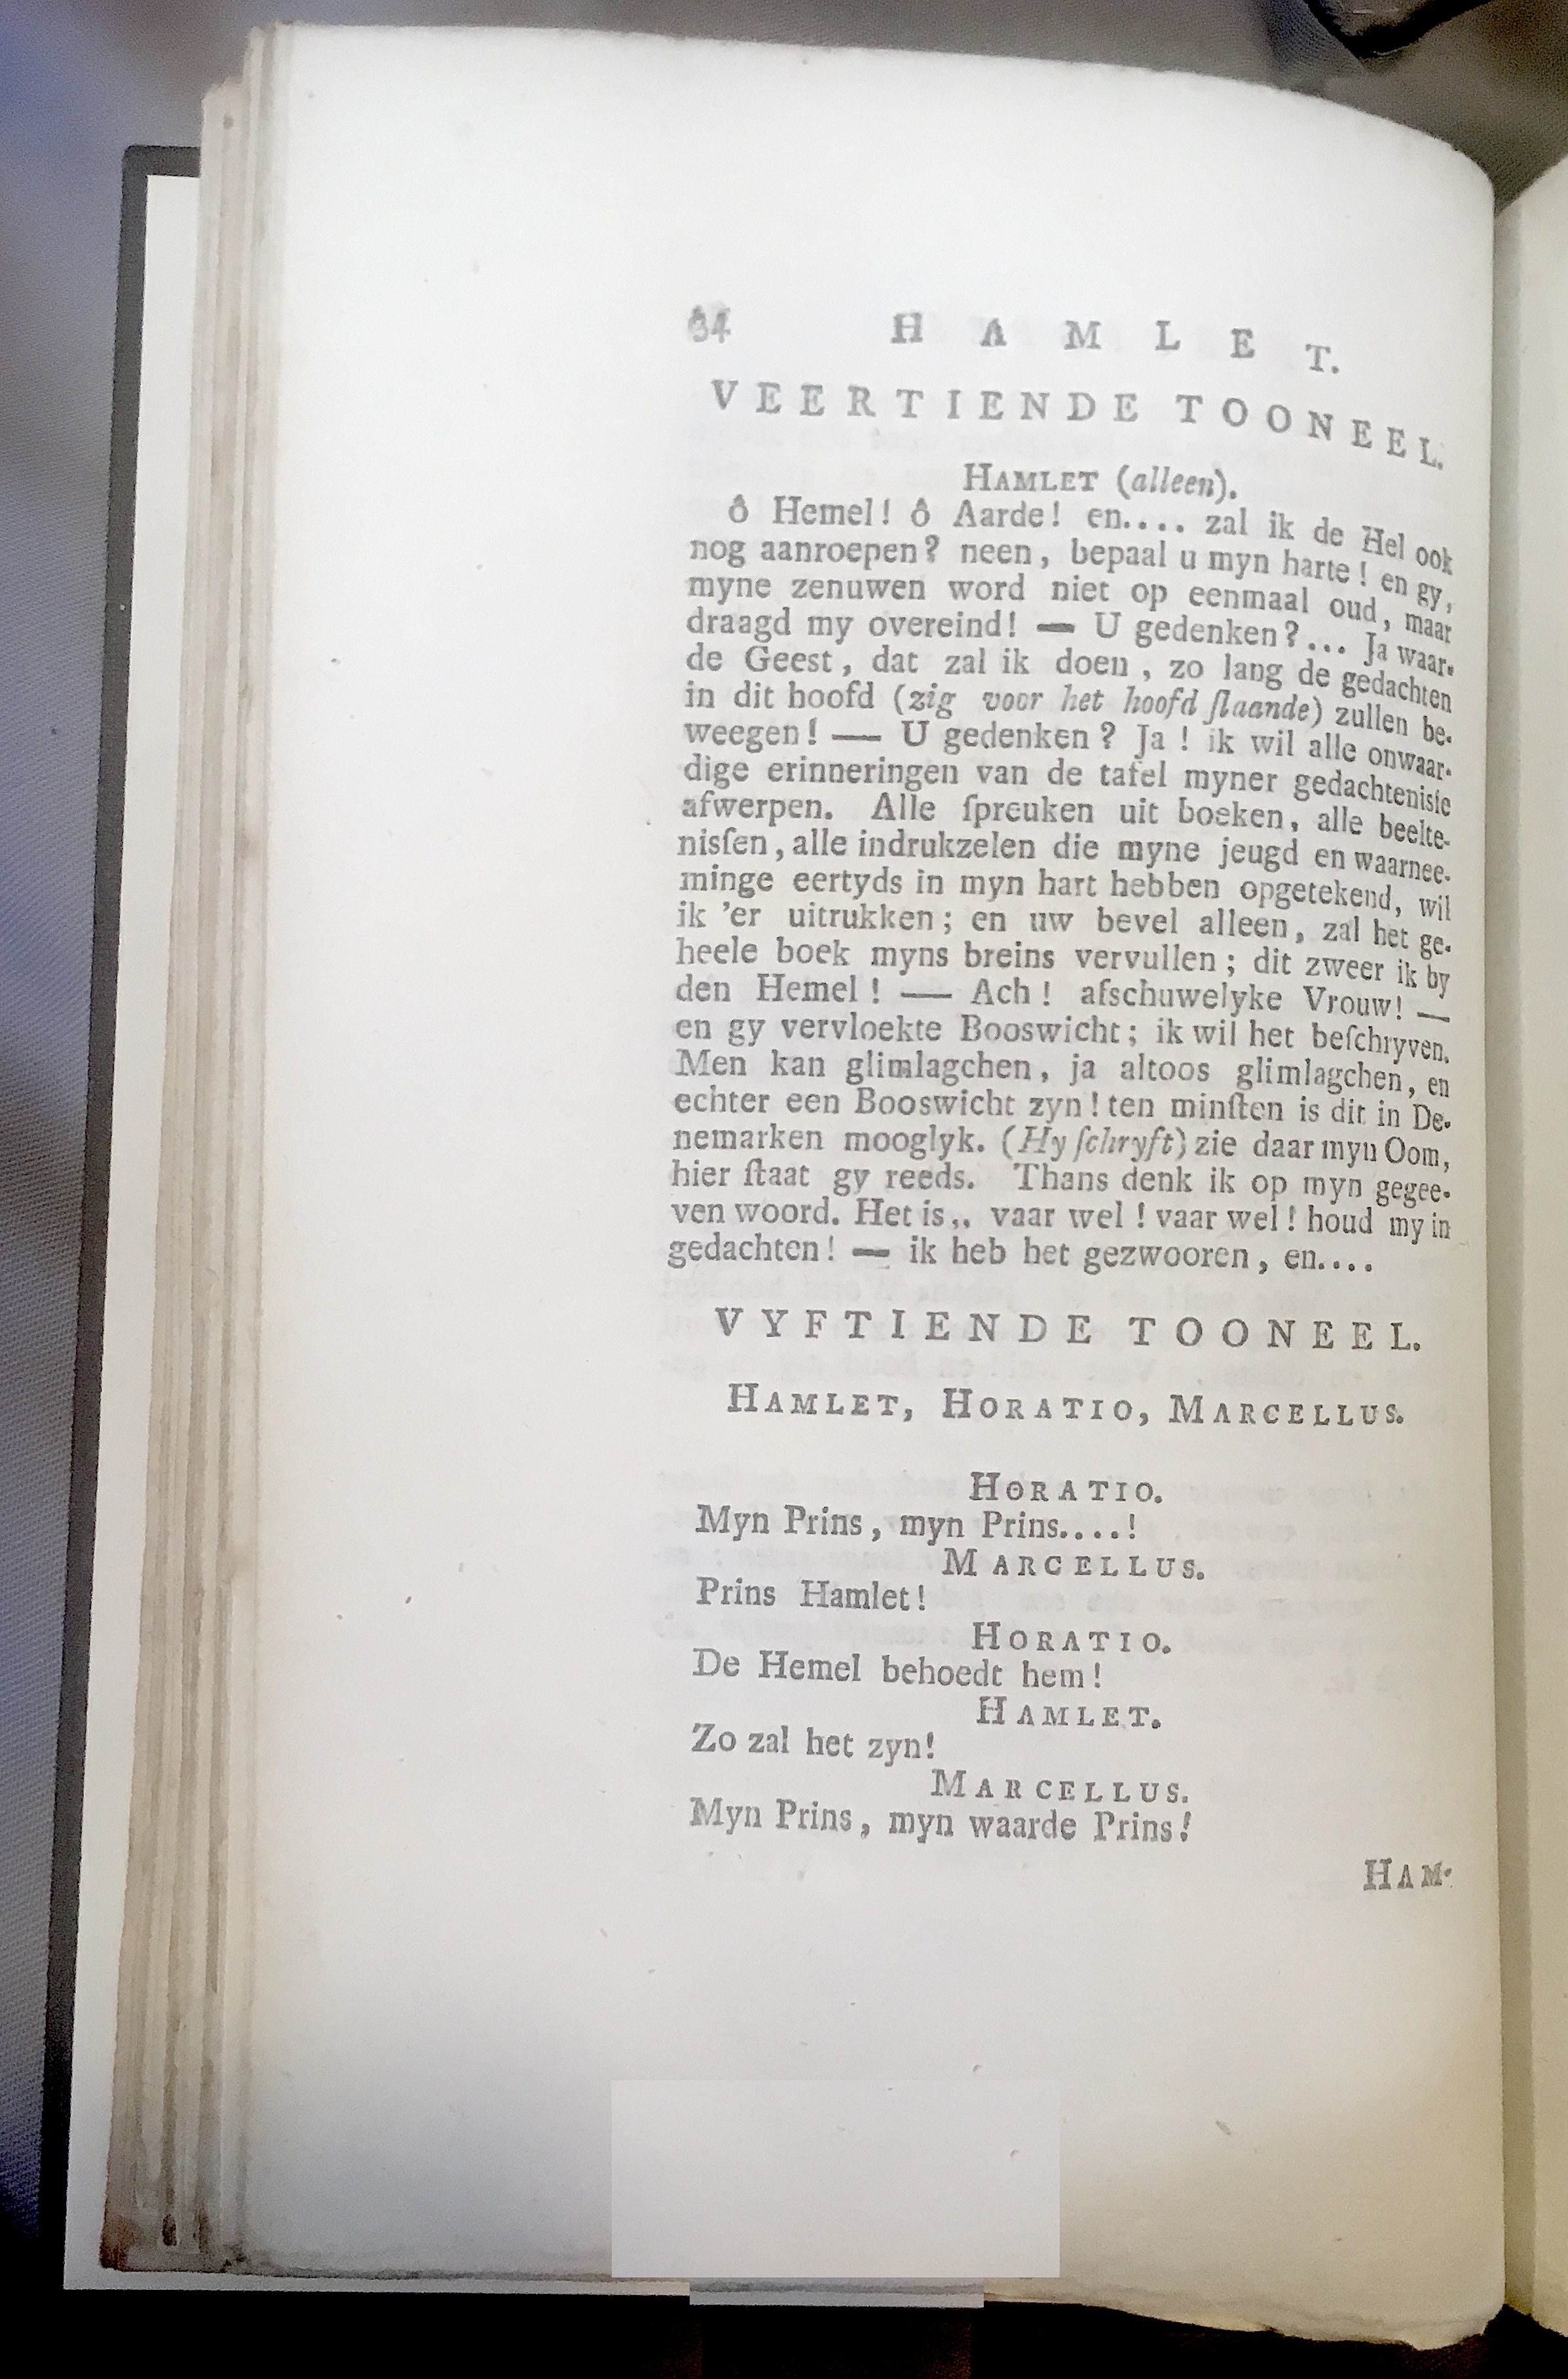 34 HAMLET.
VEERTIENDE TOONEEL.
HAMLET (alleen).
ô Hemel! ô Aarde! en.... zal ik de Hel ook
nog aanroepen? neen, bepaal u myn harte! en gy,
myne zenuwen word niet op eenmaal oud, maar
draagd my overeind! — U gedenken?... Ja waar-
de Geest, dat zal ik doen, zo lang de gedachten
in dit hoofd (zig voor het hoofd ſlaande) zullen be-
weegen! — U gedenken? Ja! ik wil alle onwaar-
dige erinneringen van de tafel myner gedachtenisſe
afwerpen. Alle ſpreuken uit boeken, alle beelte-
nisſen, alle indrukzelen die myne jeugd en waarnee-
minge eertyds in myn hart hebben opgetekend, wil
ik 'er uitrukken; en uw bevel alleen, zal het ge-
heele boek myns breins vervullen; dit zweer ik by
den Hemel! — Ach! afschuwelyke Vrouw! —
en gy vervloekte Booswicht; ik wil het beſchryven.
Men kan glimlagchen, ja altoos glimlagchen, en
echter een Booswicht zyn! ten minſten is dit in De-
nemarken mooglyk. (Hy ſchryft) zie daar myn Oom,
hier ſtaat gy reeds. Thans denk ik op myn gegee-
ven woord. Het is,. vaar wel! vaar wel! houd my in
gedachten! — ik heb het gezwooren, en....
VYFTIENDE TOONEEL.
HAMLET, HORATIO, MARCELLUS.
HORATIO.
Myn Prins, myn Prins....!
MARCELLUS.
Prins Hamlet!
HORATIO.
De Hemel behoedt hem!
HAMLET.
Zo zal het zyn!
MARCELLUS.
Myn Prins, myn waarde Prins!
HAM-